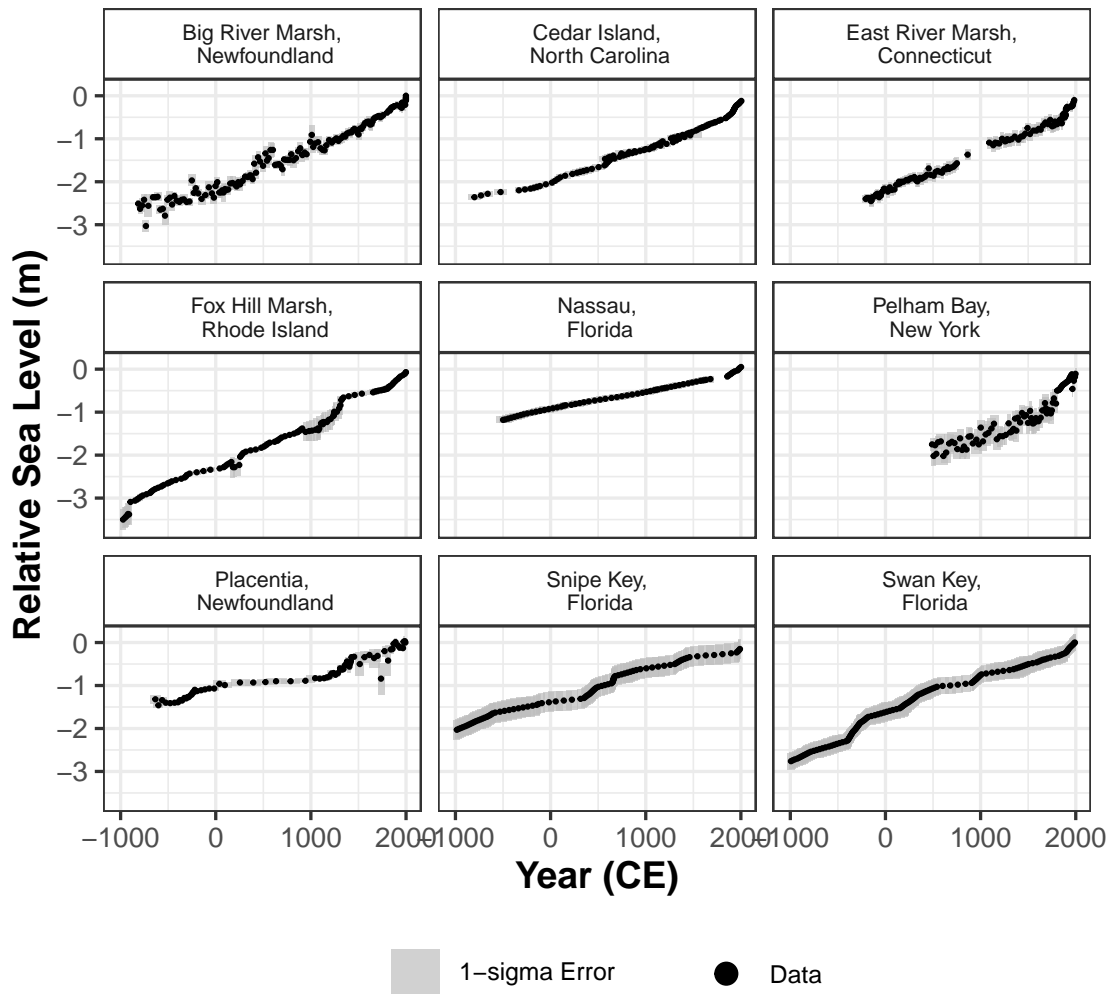 Big River Marsh,
Newfoundland
Cedar Island,
North Carolina
East River Marsh,
Connecticut
0
−1
−2
−3
Fox Hill Marsh,
Rhode Island
Nassau,
Florida
Pelham Bay,
New York
0
−1
−2
−3
Placentia,
Newfoundland
Snipe Key,
Florida
Swan Key,
Florida
0
−1
−2
−3
−1000 0 1000 2000
−1000 0 1000 2000
−1000 0 1000 2000
Relative Sea Level (m)
Year (CE)
1−sigma Error
Data